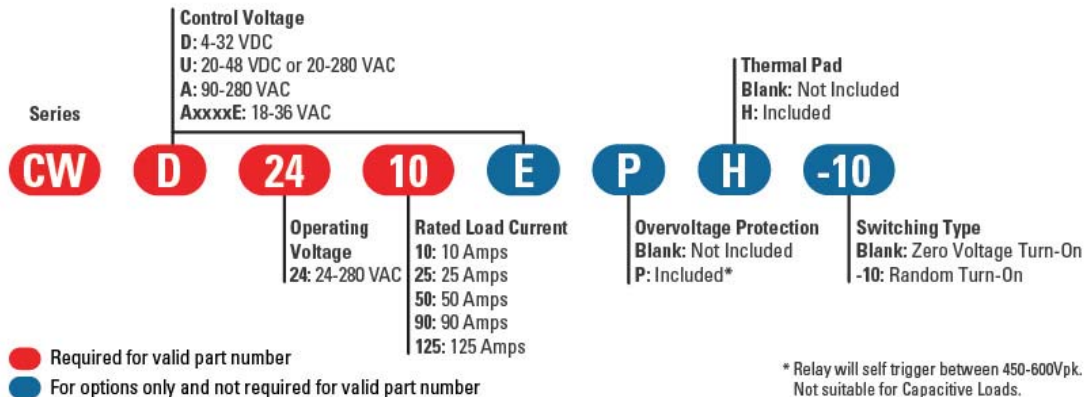 Control Voltage
D: 4-32 VDC
U: 20-48 VDC or 20-280 VAC
A: 90-280 VAC
AxxxxE: 18-36 VAC
Thermal Pad
Blank: Not Included
H: Included
Series
CW D 24 10 E P H -10
Operating
Voltage
24: 24-280 VAC
Rated Load Current
10: 10 Amps
25: 25 Amps
50: 50 Amps
90: 90 Amps
125: 125 Amps
Overvoltage Protection
Blank: Not Included
P: Included*
Switching Type
Blank: Zero Voltage Turn-On
-10: Random Turn-On
Required for valid part number
For options only and not required for valid part number
* Relay will self trigger between 450-600Vpk.
Not suitable for Capacitive Loads.